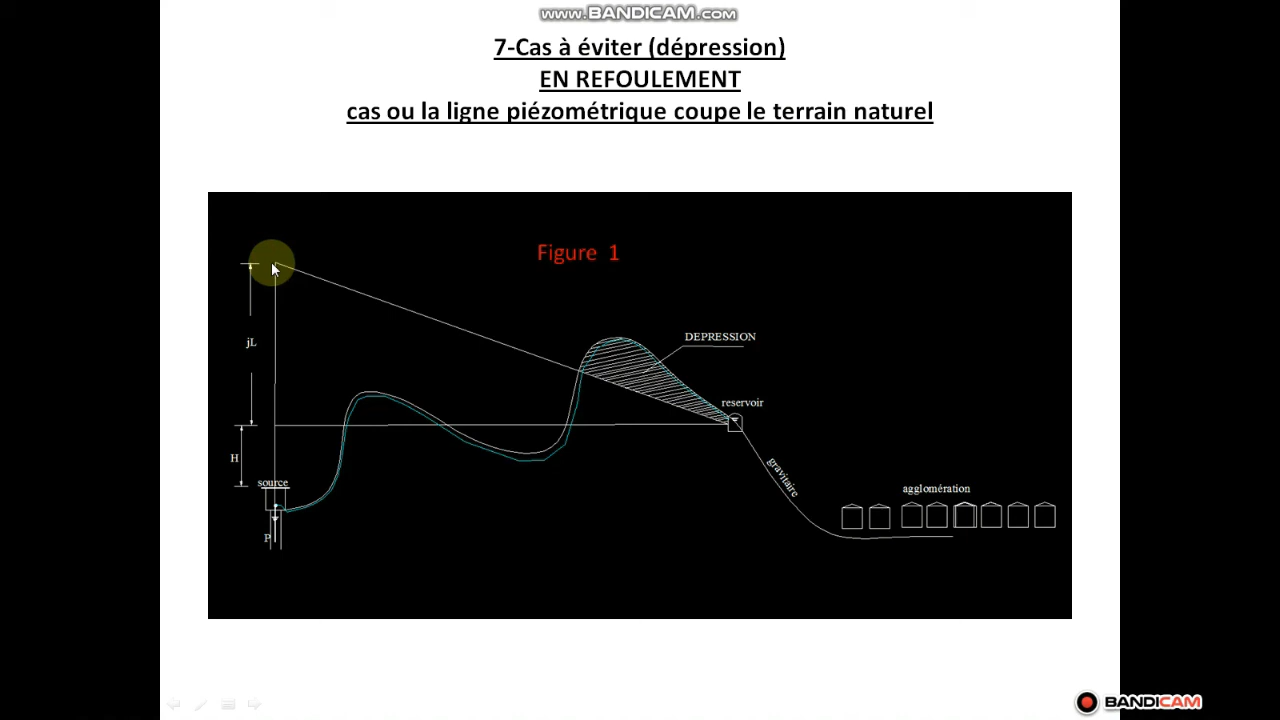 www.BANDICAM.com
7-Cas à éviter (dépression)
EN REFOULEMENT
cas ou la ligne piézométrique coupe le terrain naturel
Figure 1
jL
DEPRESSION
reservoir
H
source
gravitaire
agglomération
P
BANDICAM